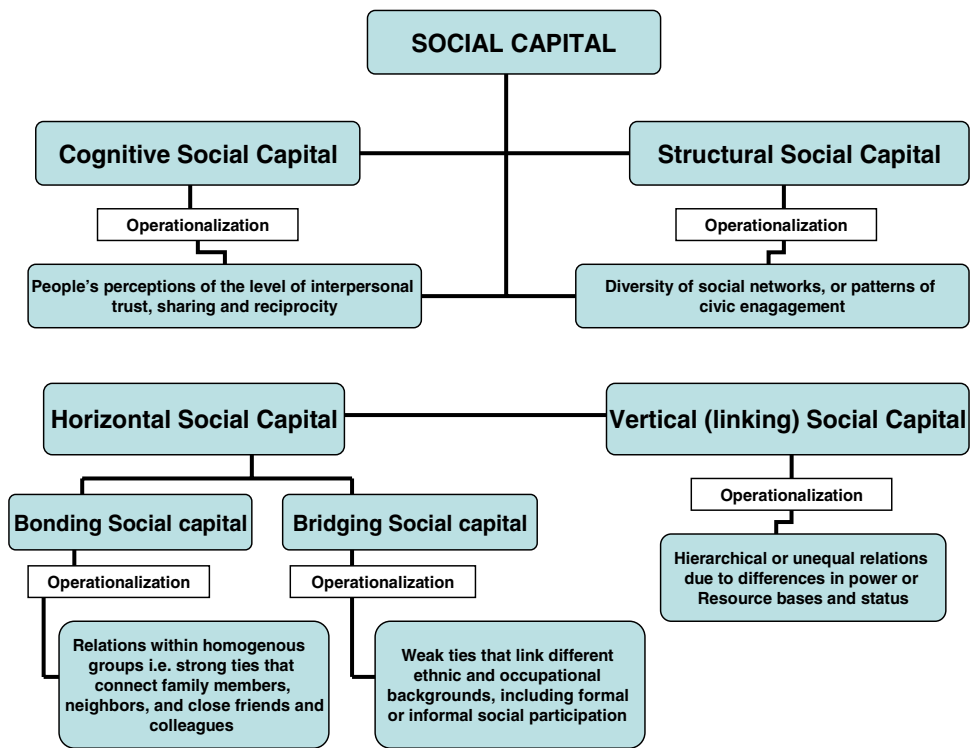 SOCIAL CAPITAL
Cognitive Social Capital
Structural Social Capital
Operationalization
Operationalization
People's perceptions of the level of interpersonal
trust, sharing and reciprocity
Diversity of social networks, or patterns of
civic enagagement
Horizontal Social Capital
Vertical (linking) Social Capital
Operationalization
Bonding Social capital
Bridging Social capital
Hierarchical or unequal relations
due to differences in power or
Resource bases and status
Operationalization
Operationalization
Relations within homogenous
groups i.e. strong ties that
connect family members,
neighbors, and close friends and
colleagues
Weak ties that link different
ethnic and occupational
backgrounds, including formal
or informal social participation